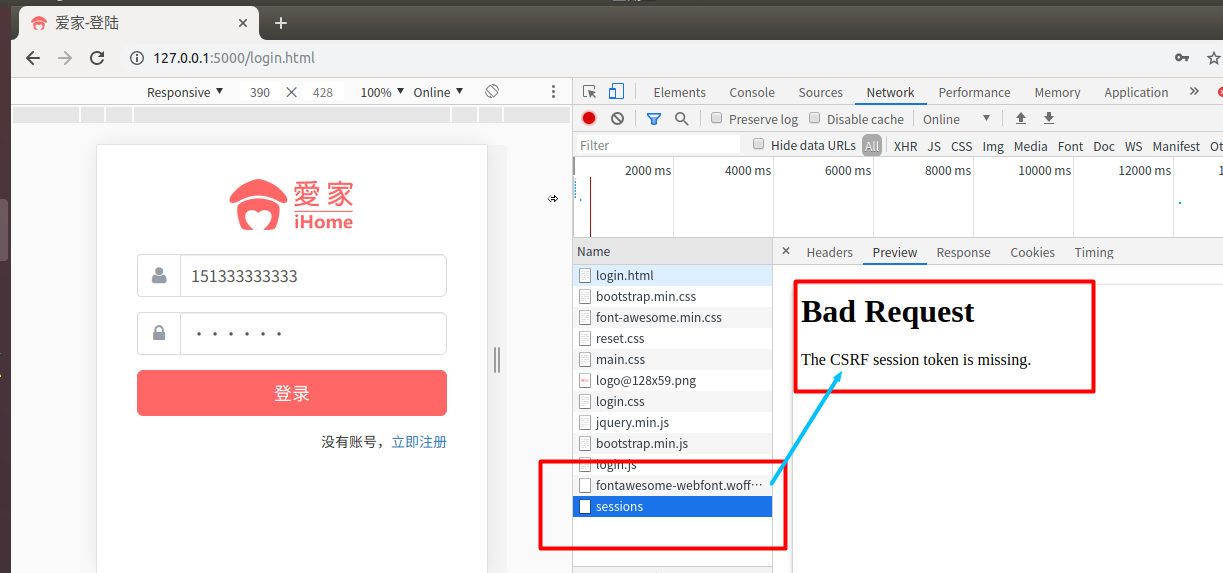 爱家-登陆
127.0.0.1:5000/login.html
Responsive 390 428 100% Online
Elements Console Sources Network Performance Memory Application
Preserve log Disable cache Online
Filter Hide data URLs All XHR JS CSS Img Media Font Doc WS Manifest Ot
2000 ms 4000 ms 6000 ms 8000 ms 10000 ms 12000 ms
愛家
iHome
151333333333
登录
没有账号，立即注册
Name
login.html
bootstrap.min.css
font-awesome.min.css
reset.css
main.css
logo@128x59.png
login.css
jquery.min.js
bootstrap.min.js
login.js
fontawesome-webfont.woff…
sessions
Headers Preview Response Cookies Timing
Bad Request
The CSRF session token is missing.